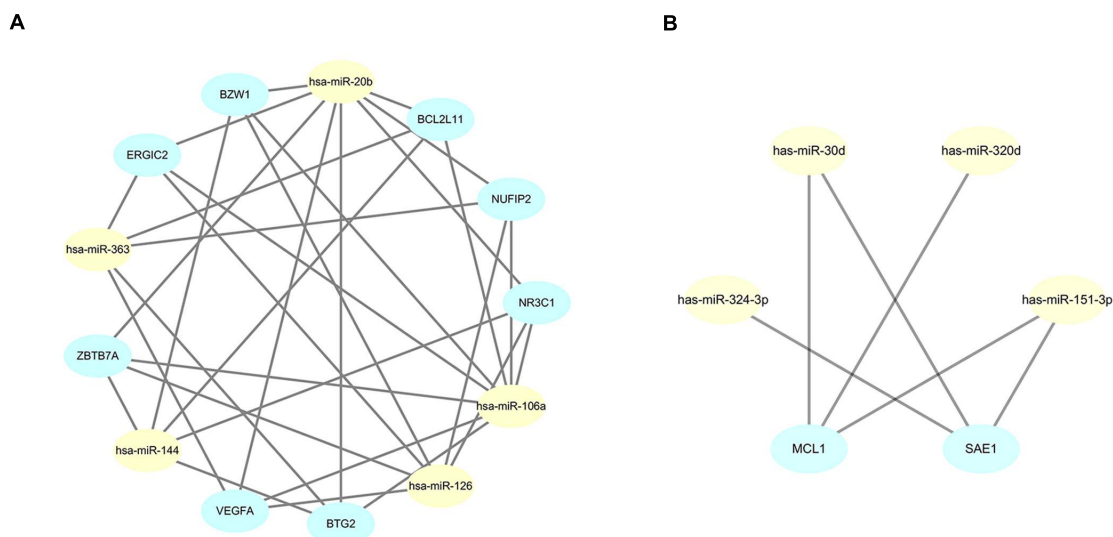 A
B
hsa-miR-20b
BZW1
BCL2L11
ERGIC2
NUFIP2
hsa-miR-363
NR3C1
ZBTB7A
hsa-miR-106a
hsa-miR-144
hsa-miR-126
VEGFA
BTG2
has-miR-30d
has-miR-320d
has-miR-324-3p
has-miR-151-3p
MCL1
SAE1